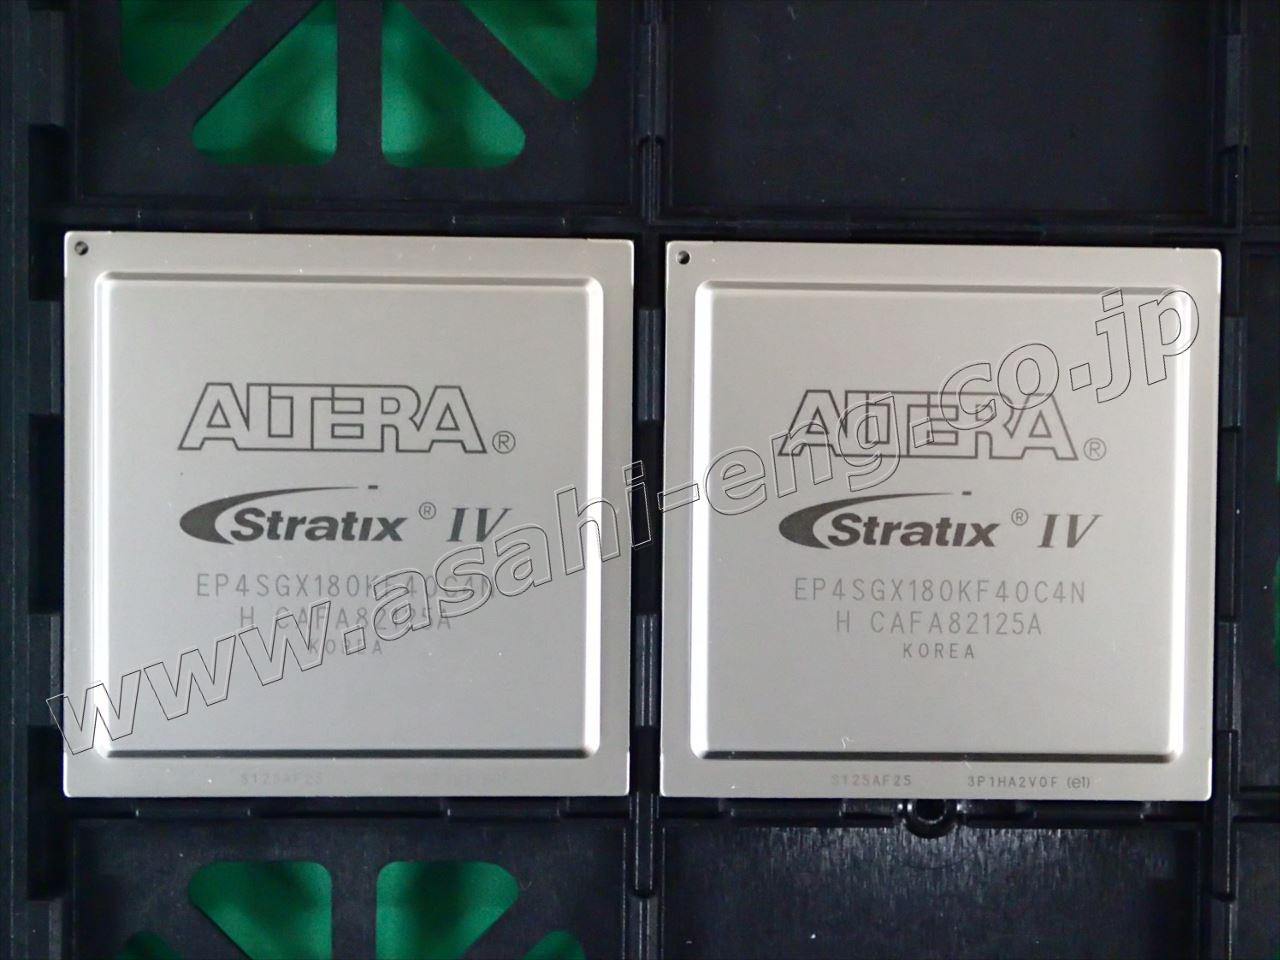 ALTERA®
Stratix® IV
EP4SGX180KF40C4N
H CAFA82125A
KOREA
S125AF25
ALTERA®
Stratix® IV
EP4SGX180KF40C4N
H CAFA82125A
KOREA
S125AF25 3P1HA2V0F (e1)
www.asahi-eng.co.jp